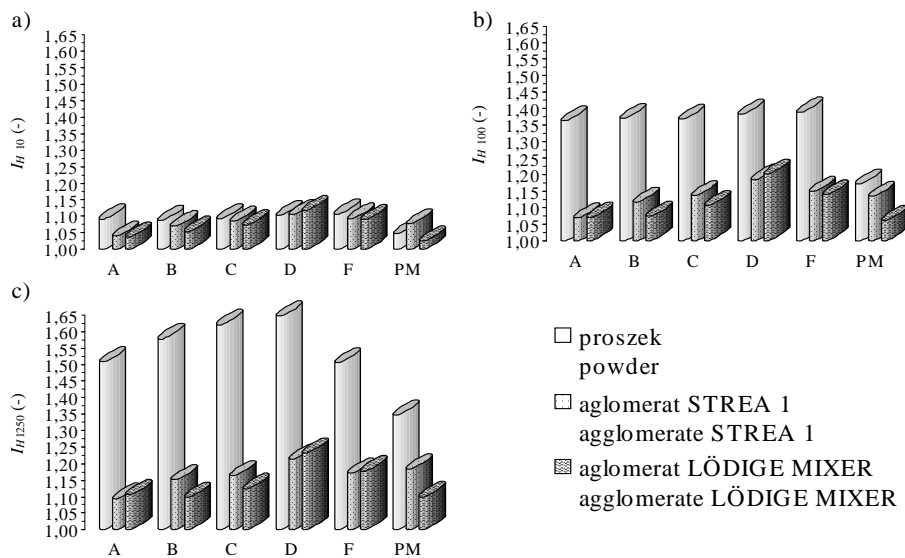 a)
1,65
1,60
1,55
1,50
1,45
1,40
1,35
1,30
1,25
1,20
1,15
1,10
1,05
1,00
I H 10 (-)
A B C D F PM
b)
1,65
1,60
1,55
1,50
1,45
1,40
1,35
1,30
1,25
1,20
1,15
1,10
1,05
1,00
I H 100 (-)
A B C D F PM
c)
1,65
1,60
1,55
1,50
1,45
1,40
1,35
1,30
1,25
1,20
1,15
1,10
1,05
1,00
I H1250 (-)
A B C D F PM
proszek
powder
aglomerat STREA 1
agglomerate STREA 1
aglomerat LÖDIGE MIXER
agglomerate LÖDIGE MIXER